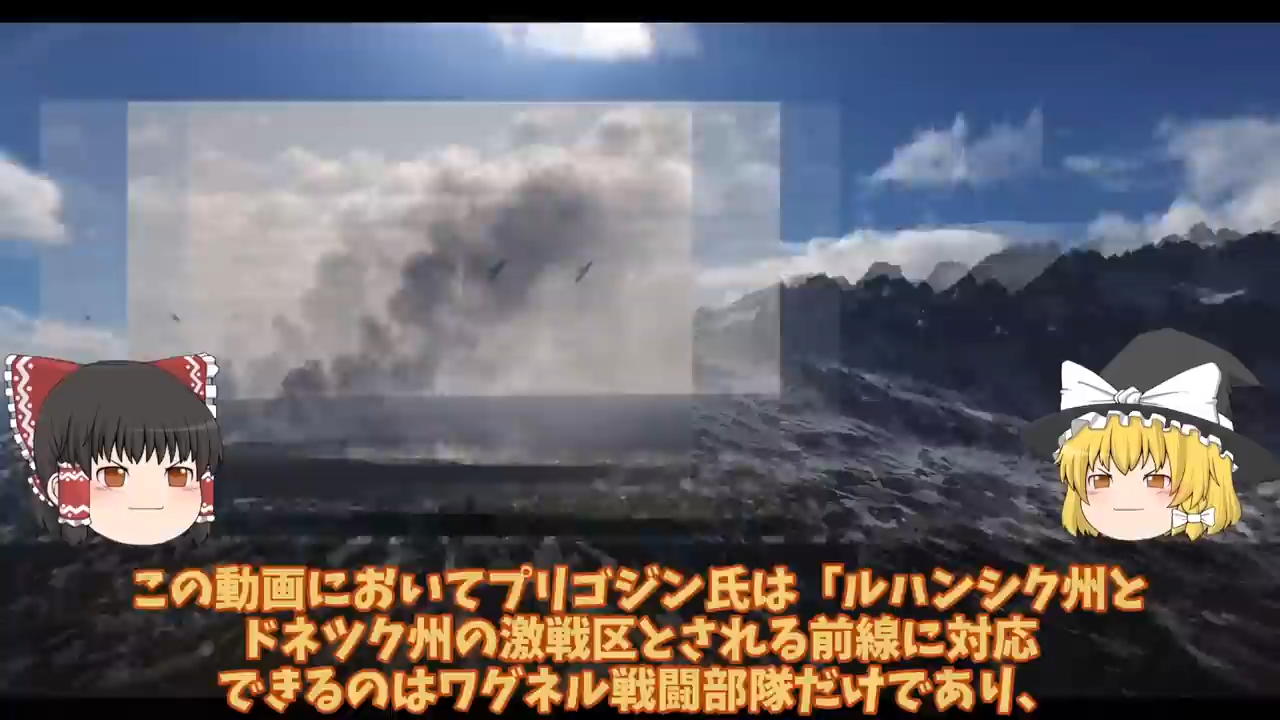 この動画においてプリゴジン氏は「ルハンシク州と
ドネツク州の激戦区とされる前線に対応
できるのはワグネル戦闘部隊だけであり、